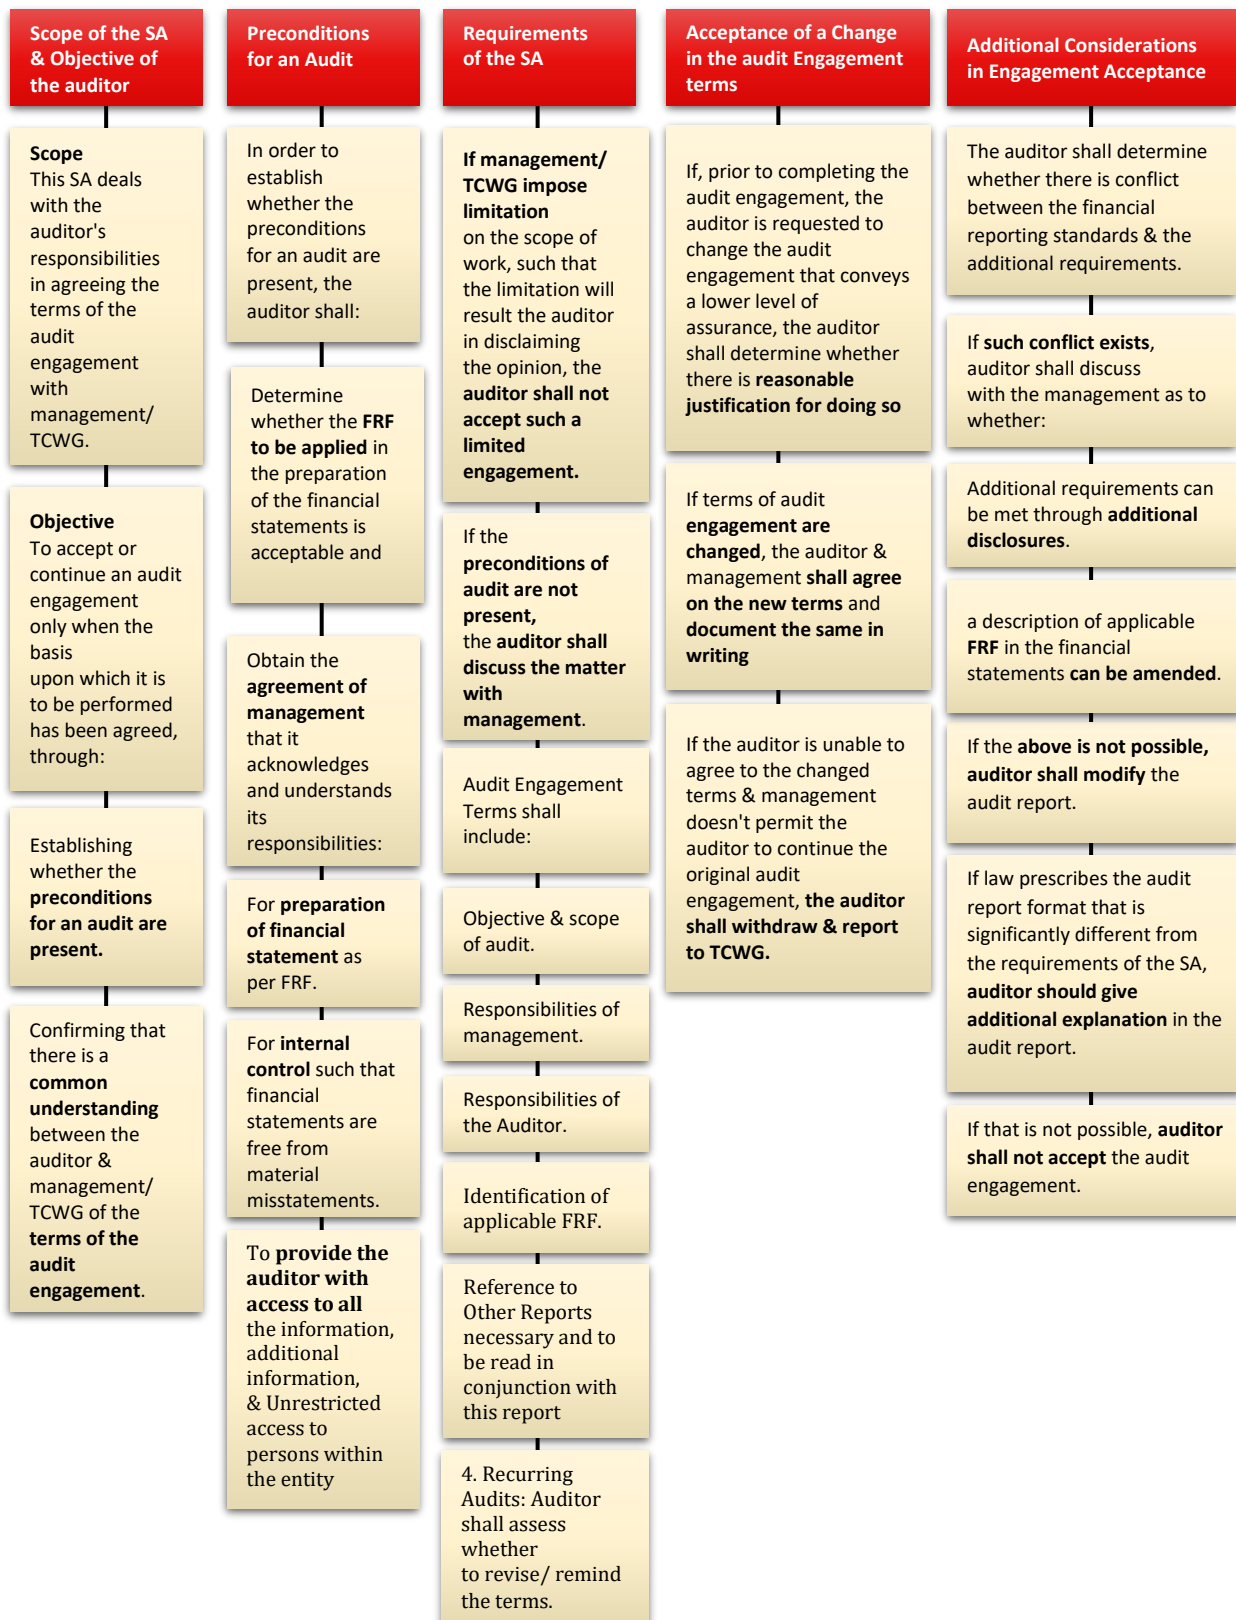 Scope of the SA
& Objective of
the auditor
Scope
This SA deals
with the
auditor's
responsibilities
in agreeing the
terms of the
audit
engagement
with
management/
TCWG.
Objective
To accept or
continue an audit
engagement
only when the
basis
upon which it is
to be performed
has been agreed,
through:
Establishing
whether the
preconditions
for an audit are
present.
Confirming that
there is a
common
understanding
between the
auditor &
management/
TCWG of the
terms of the
audit
engagement.
Preconditions
for an Audit
In order to
establish
whether the
preconditions
for an audit are
present, the
auditor shall:
Determine
whether the FRF
to be applied in
the preparation
of the financial
statements is
acceptable and
Obtain the
agreement of
management
that it
acknowledges
and understands
its
responsibilities:
For preparation
of financial
statement as
per FRF.
For internal
control such that
financial
statements are
free from
material
misstatements.
To provide the
auditor with
access to all
the information,
additional
information,
& Unrestricted
access to
persons within
the entity
Requirements
of the SA
If management/
TCWG impose
limitation
on the scope of
work, such that
the limitation will
result the auditor
in disclaiming
the opinion, the
auditor shall not
accept such a
limited
engagement.
If the
preconditions of
audit are not
present,
the auditor shall
discuss the matter
with
management.
Audit Engagement
Terms shall
include:
Objective & scope
of audit.
Responsibilities of
management.
Responsibilities of
the Auditor.
Identification of
applicable FRF.
Reference to
Other Reports
necessary and to
be read in
conjunction with
this report
4. Recurring
Audits: Auditor
shall assess
whether
to revise/ remind
the terms.
Acceptance of a Change
in the audit Engagement
terms
If, prior to completing the
audit engagement, the
auditor is requested to
change the audit
engagement that conveys
a lower level of
assurance, the auditor
shall determine whether
there is reasonable
justification for doing so
If terms of audit
engagement are
changed, the auditor &
management shall agree
on the new terms and
document the same in
writing
If the auditor is unable to
agree to the changed
terms & management
doesn't permit the
auditor to continue the
original audit
engagement, the auditor
shall withdraw & report
to TCWG.
Additional Considerations
in Engagement Acceptance
The auditor shall determine
whether there is conflict
between the financial
reporting standards & the
additional requirements.
If such conflict exists,
auditor shall discuss
with the management as to
whether:
Additional requirements can
be met through additional
disclosures.
a description of applicable
FRF in the financial
statements can be amended.
If the above is not possible,
auditor shall modify the
audit report.
If law prescribes the audit
report format that is
significantly different from
the requirements of the SA,
auditor should give
additional explanation in the
audit report.
If that is not possible, auditor
shall not accept the audit
engagement.